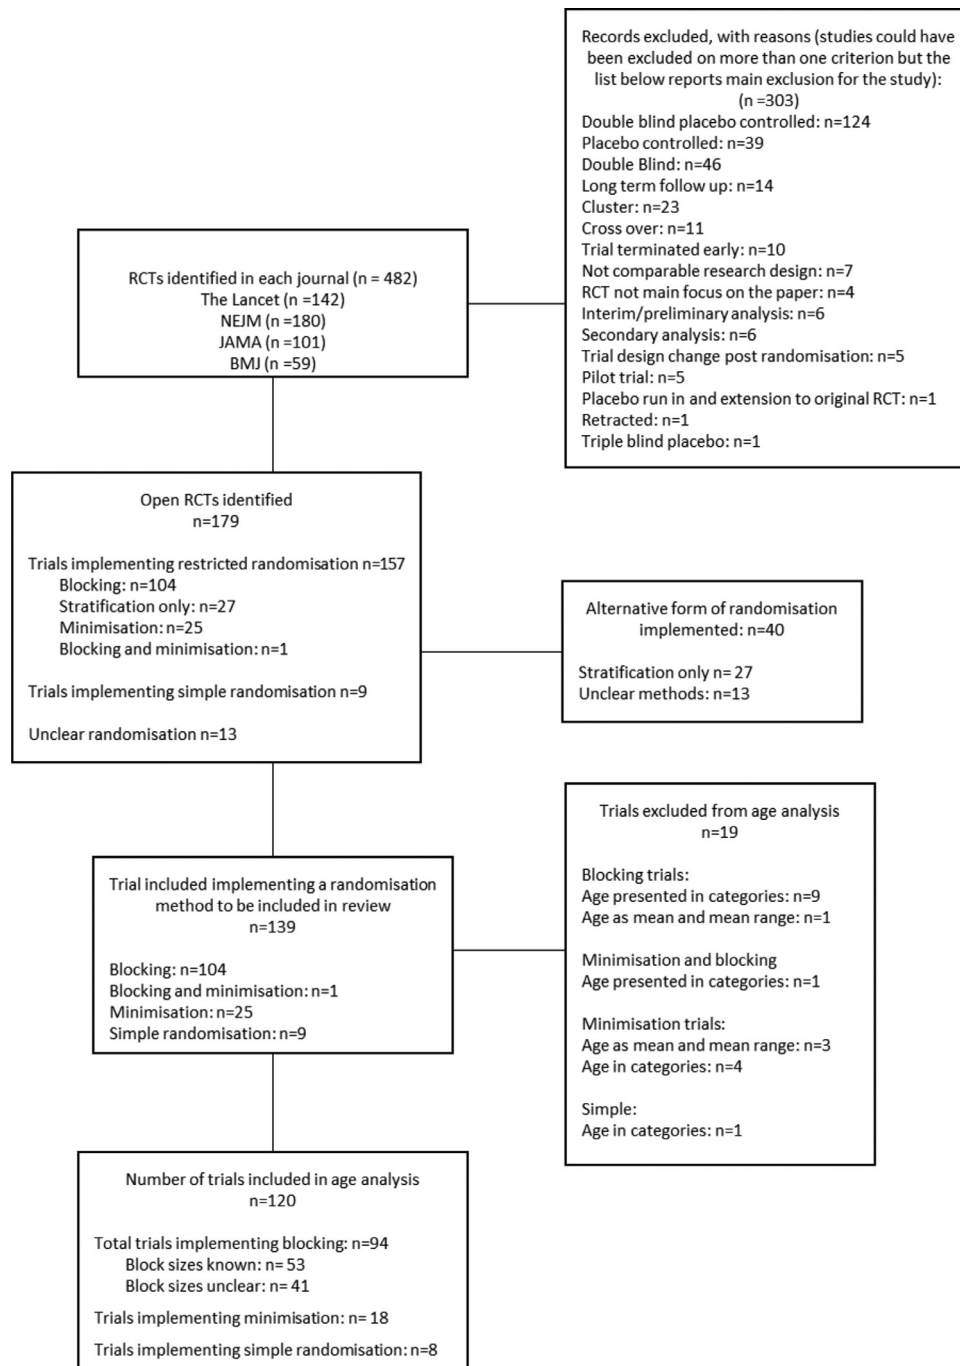 Records excluded, with reasons (studies could have
been excluded on more than one criterion but the
list below reports main exclusion for the study):
(n =303)
Double blind placebo controlled: n=124
Placebo controlled: n=39
Double Blind: n=46
Long term follow up: n=14
Cluster: n=23
Cross over: n=11
Trial terminated early: n=10
Not comparable research design: n=7
RCT not main focus on the paper: n=4
Interim/preliminary analysis: n=6
Secondary analysis: n=6
Trial design change post randomisation: n=5
Pilot trial: n=5
Placebo run in and extension to original RCT: n=1
Retracted: n=1
Triple blind placebo: n=1
RCTs identified in each journal (n = 482)
The Lancet (n =142)
NEJM (n =180)
JAMA (n =101)
BMJ (n =59)
Open RCTs identified
n=179
Trials implementing restricted randomisation n=157
Blocking: n=104
Stratification only: n=27
Minimisation: n=25
Blocking and minimisation: n=1
Trials implementing simple randomisation n=9
Unclear randomisation n=13
Alternative form of randomisation
implemented: n=40
Stratification only n= 27
Unclear methods: n=13
Trial included implementing a randomisation
method to be included in review
n=139
Blocking: n=104
Blocking and minimisation: n=1
Minimisation: n=25
Simple randomisation: n=9
Trials excluded from age analysis
n=19
Blocking trials:
Age presented in categories: n=9
Age as mean and mean range: n=1
Minimisation and blocking
Age presented in categories: n=1
Minimisation trials:
Age as mean and mean range: n=3
Age in categories: n=4
Simple:
Age in categories: n=1
Number of trials included in age analysis
n=120
Total trials implementing blocking: n=94
Block sizes known: n= 53
Block sizes unclear: n= 41
Trials implementing minimisation: n= 18
Trials implementing simple randomisation: n=8